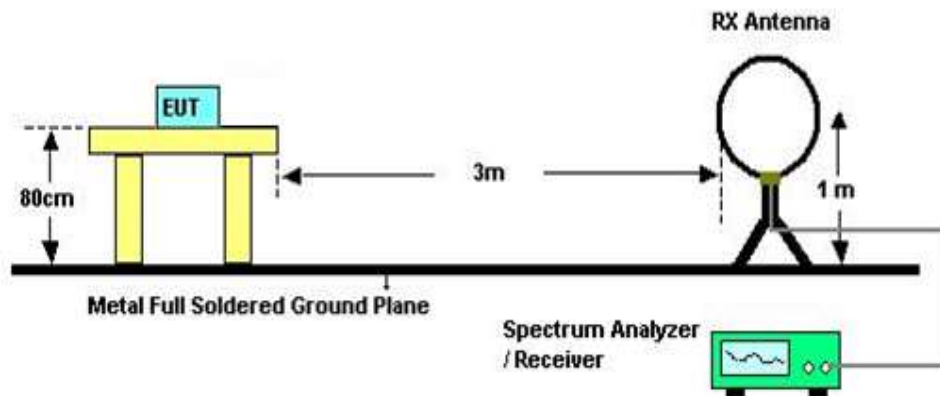 RX Antenna
EUT
80cm
3m
1 m
Metal Full Soldered Ground Plane
Spectrum Analyzer
/ Receiver